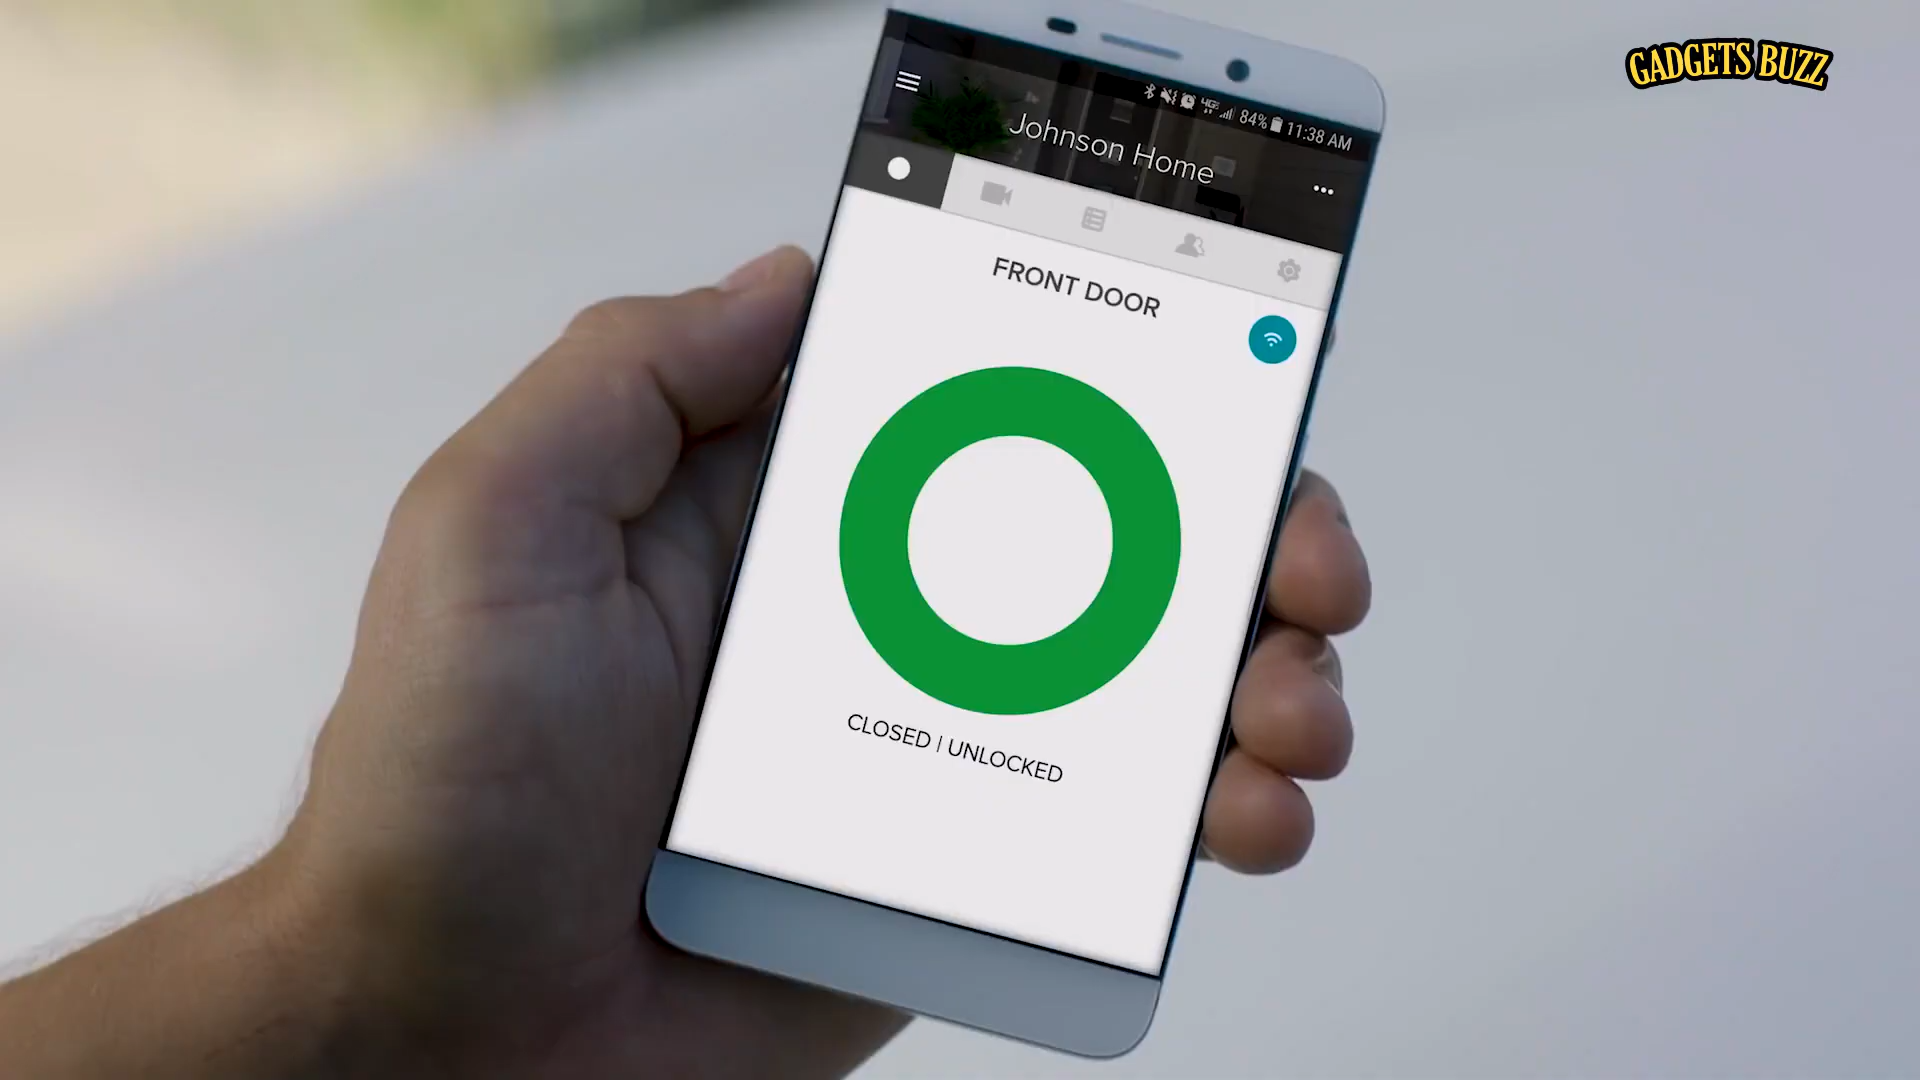 GADGETS BUZZ
84% 11:38 AM
Johnson Home
FRONT DOOR
CLOSED | UNLOCKED